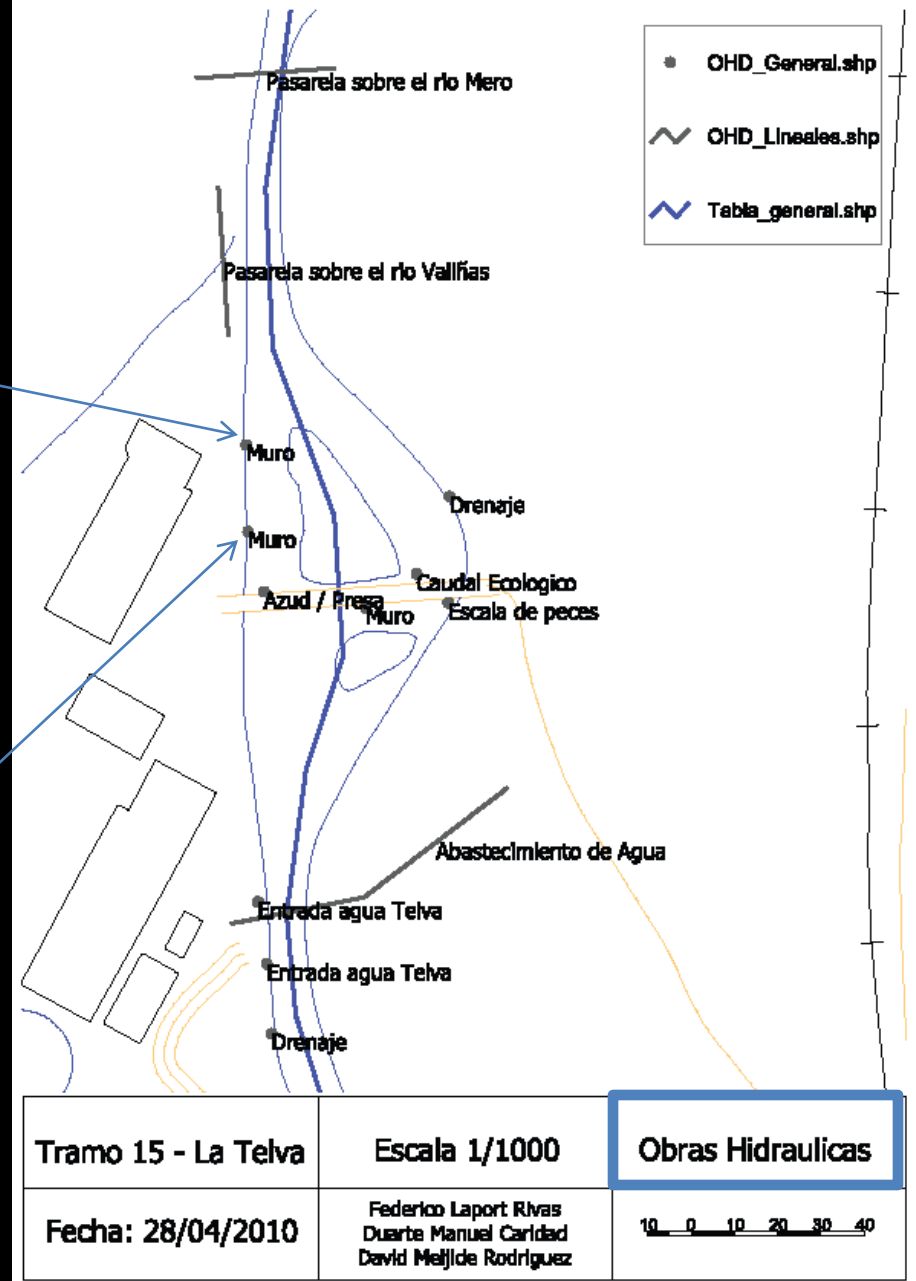 Pasarela sobre el río Mero
OHD_General.shp
OHD_Lineales.shp
Tabla_general.shp
Pasarela sobre el río Valiñas
Muro
Drenaje
Muro
Caudal Ecologico
Azud / Presa
Muro
Escala de peces
Abastecimiento de Agua
Entrada agua Telva
Entrada agua Telva
Drenaje
Tramo 15 - La Telva
Escala 1/1000
Obras Hidraulicas
Fecha: 28/04/2010
Federico Laport Rivas
Duarte Manuel Caridad
David Meijide Rodriguez
10 0 10 20 30 40